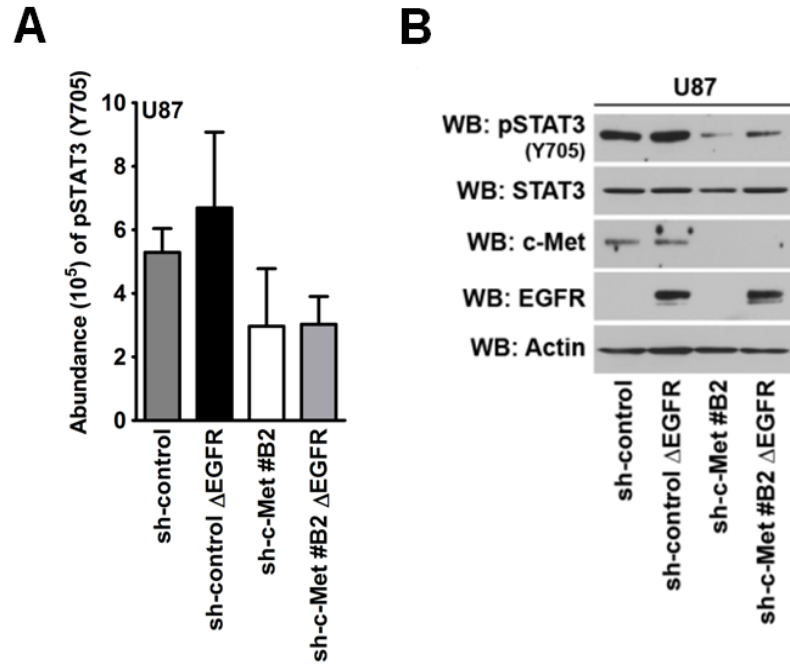 A
Abundance (10⁵) of pSTAT3 (Y705)
10
8
6
4
2
0
U87
sh-control
sh-control ΔEGFR
sh-c-Met #B2
sh-c-Met #B2 ΔEGFR
B
U87
WB: pSTAT3
(Y705)
WB: STAT3
WB: c-Met
WB: EGFR
WB: Actin
sh-control
sh-control ΔEGFR
sh-c-Met #B2
sh-c-Met #B2 ΔEGFR